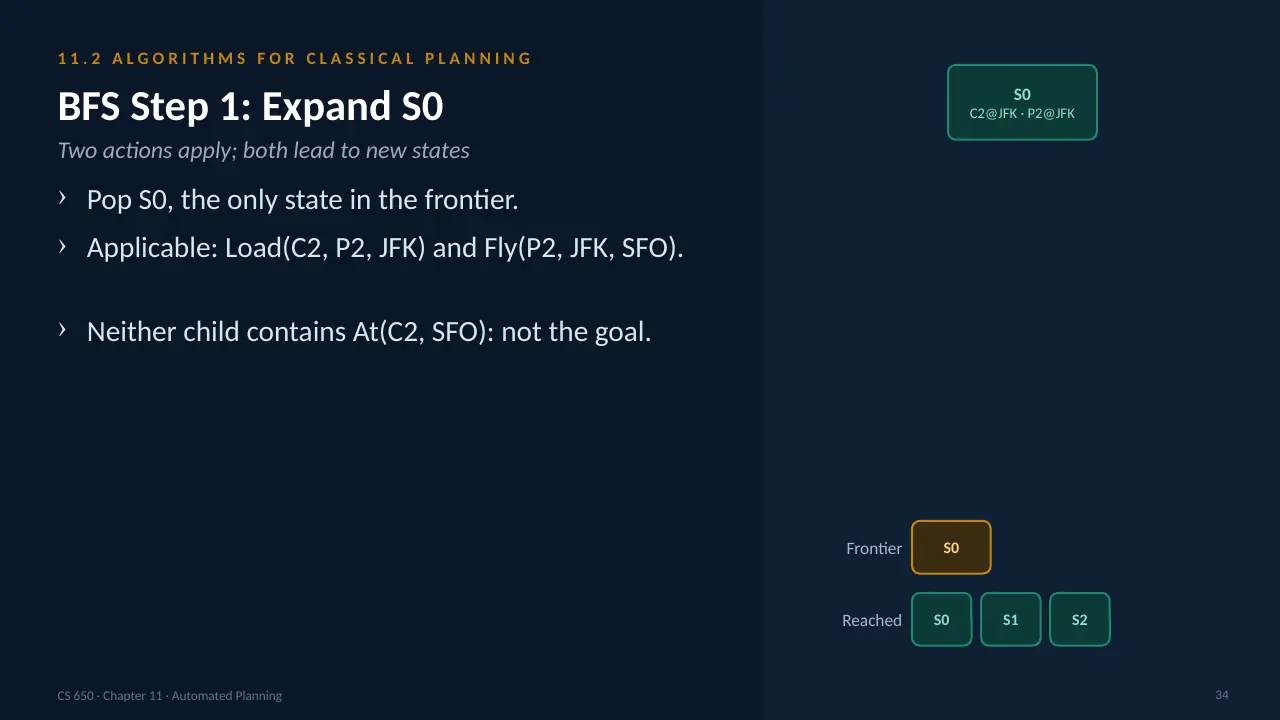 11.2 ALGORITHMS FOR CLASSICAL PLANNING
BFS Step 1: Expand S0
Two actions apply; both lead to new states
› Pop S0, the only state in the frontier.
› Applicable: Load(C2, P2, JFK) and Fly(P2, JFK, SFO).
› Neither child contains At(C2, SFO): not the goal.
S0
C2@JFK · P2@JFK
Frontier S0
Reached S0 S1 S2
CS 650 · Chapter 11 · Automated Planning
34